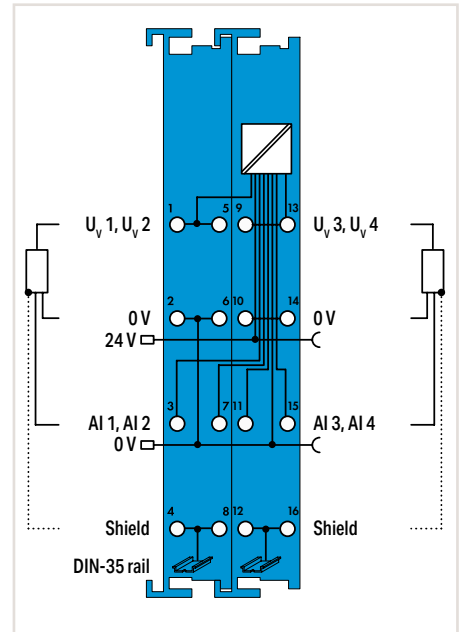 1 5 9 13
U_V 1, U_V 2 U_V 3, U_V 4
2 6 10 14
0 V 0 V
24 V
3 7 11 15
AI 1, AI 2 AI 3, AI 4
0 V
4 8 12 16
Shield Shield
DIN-35 rail